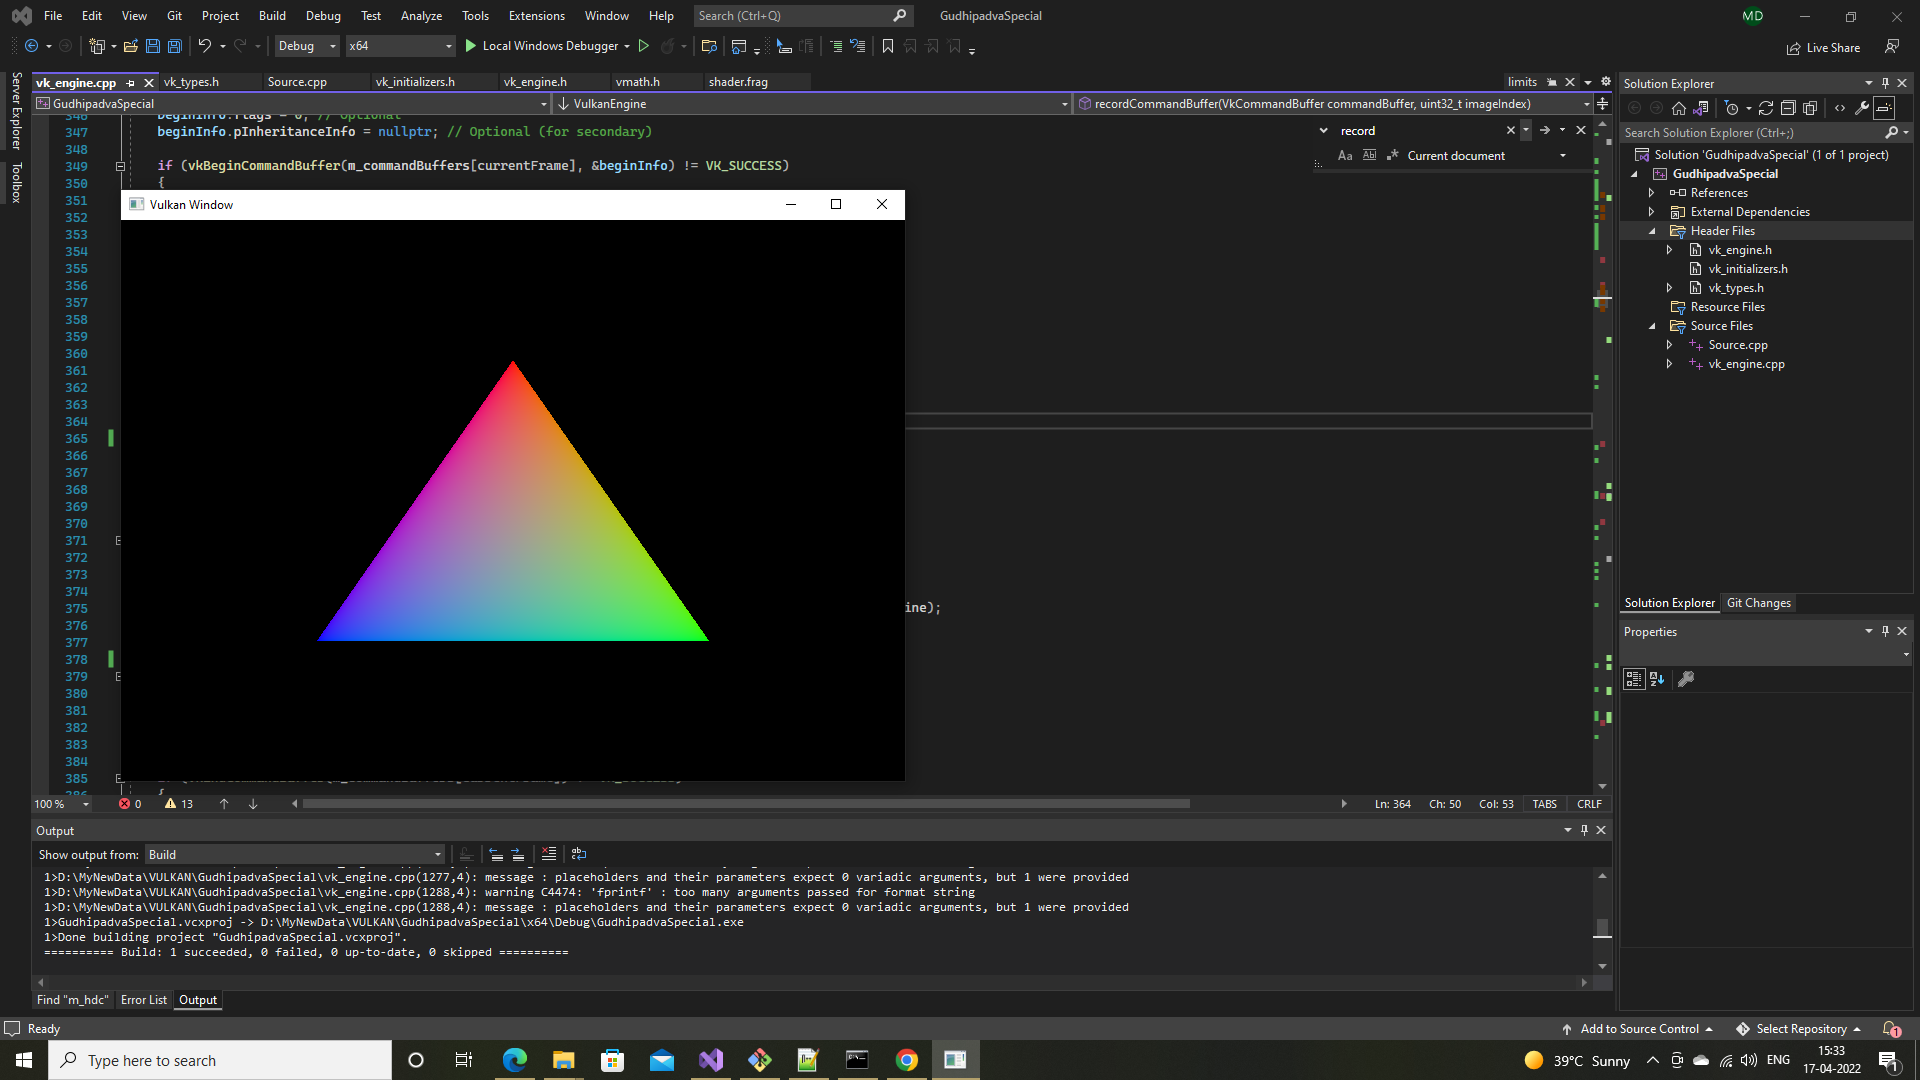 File Edit View Git Project Build Debug Test Analyze Tools Extensions Window Help Search (Ctrl+Q) GudhipadvaSpecial MD
Debug x64 Local Windows Debugger Live Share
Server Explorer
Toolbox
vk_engine.cpp vk_types.h Source.cpp vk_initializers.h vk_engine.h vmath.h shader.frag limits
GudhipadvaSpecial VulkanEngine recordCommandBuffer(VkCommandBuffer commandBuffer, uint32_t imageIndex)
346 beginInfo.flags = 0; // Optional
347 beginInfo.pInheritanceInfo = nullptr; // Optional (for secondary)
348
349 if (vkBeginCommandBuffer(m_commandBuffers[currentFrame], &beginInfo) != VK_SUCCESS)
350 {
351
352
353
354
355
356
357
358
359
360
361
362
363
364
365
366
367
368
369
370
371
372
373
374
375 ine);
376
377
378
379
380
381
382
383
384
385
386 {
record
Aa Ab Current document
Vulkan Window
100 % 0 13 Ln: 364 Ch: 50 Col: 53 TABS CRLF
Output
Show output from: Build
1>D:\MyNewData\VULKAN\GudhipadvaSpecial\vk_engine.cpp(1277,4): message : placeholders and their parameters expect 0 variadic arguments, but 1 were provided
1>D:\MyNewData\VULKAN\GudhipadvaSpecial\vk_engine.cpp(1288,4): warning C4474: 'fprintf' : too many arguments passed for format string
1>D:\MyNewData\VULKAN\GudhipadvaSpecial\vk_engine.cpp(1288,4): message : placeholders and their parameters expect 0 variadic arguments, but 1 were provided
1>GudhipadvaSpecial.vcxproj -> D:\MyNewData\VULKAN\GudhipadvaSpecial\x64\Debug\GudhipadvaSpecial.exe
1>Done building project "GudhipadvaSpecial.vcxproj".
========== Build: 1 succeeded, 0 failed, 0 up-to-date, 0 skipped ==========
Find "m_hdc" Error List Output
Solution Explorer
Search Solution Explorer (Ctrl+;)
Solution 'GudhipadvaSpecial' (1 of 1 project)
GudhipadvaSpecial
References
External Dependencies
Header Files
vk_engine.h
vk_initializers.h
vk_types.h
Resource Files
Source Files
Source.cpp
vk_engine.cpp
Solution Explorer Git Changes
Properties
Ready Add to Source Control Select Repository 1
Type here to search 39°C Sunny ENG 15:33
17-04-2022 1